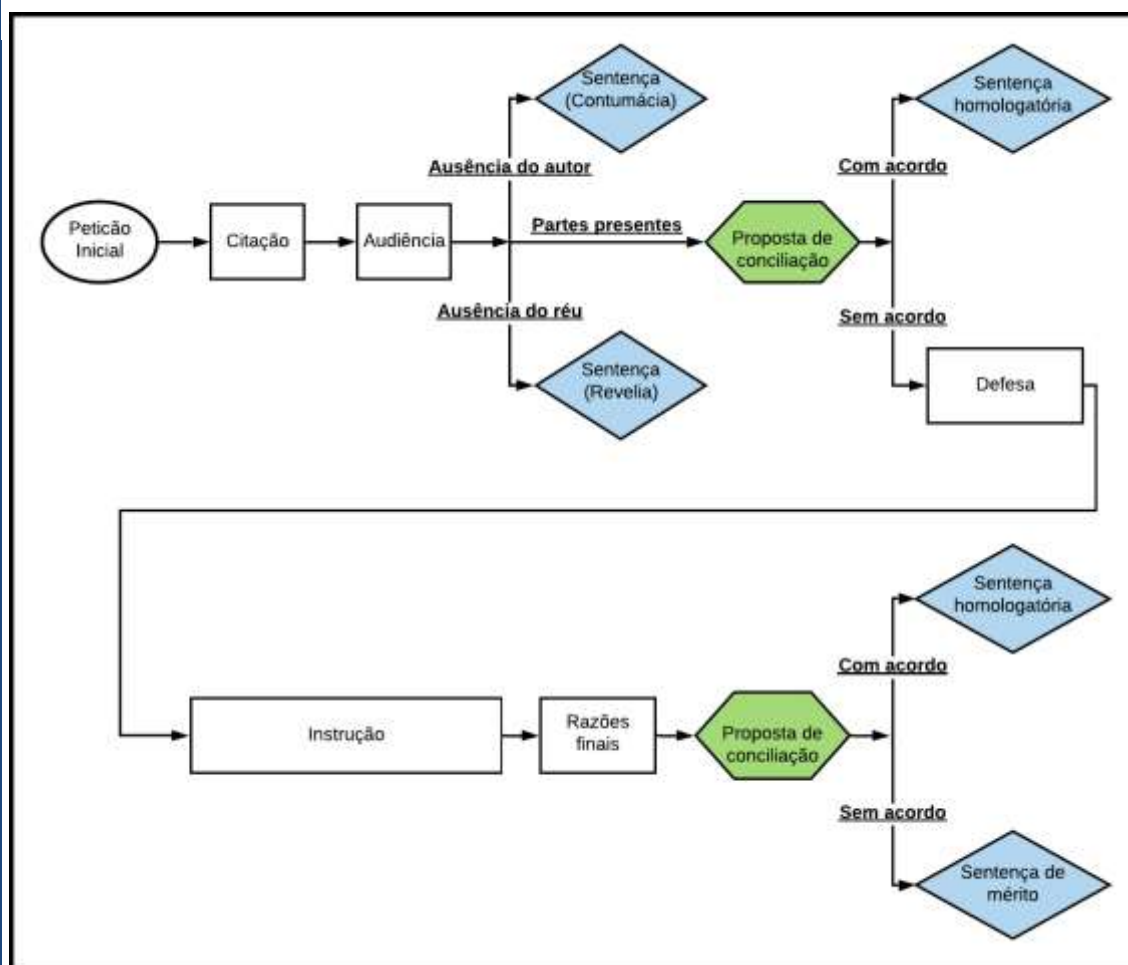 Sentença
(Contumácia)
Sentença
homologatória
Ausência do autor
Com acordo
Peticão
Inicial
Citação
Audiência
Partes presentes
Proposta de
conciliação
Ausência do réu
Sem acordo
Sentença
(Revelia)
Defesa
Sentença
homologatória
Com acordo
Instrução
Razões
finais
Proposta de
conciliação
Sem acordo
Sentença de
mérito